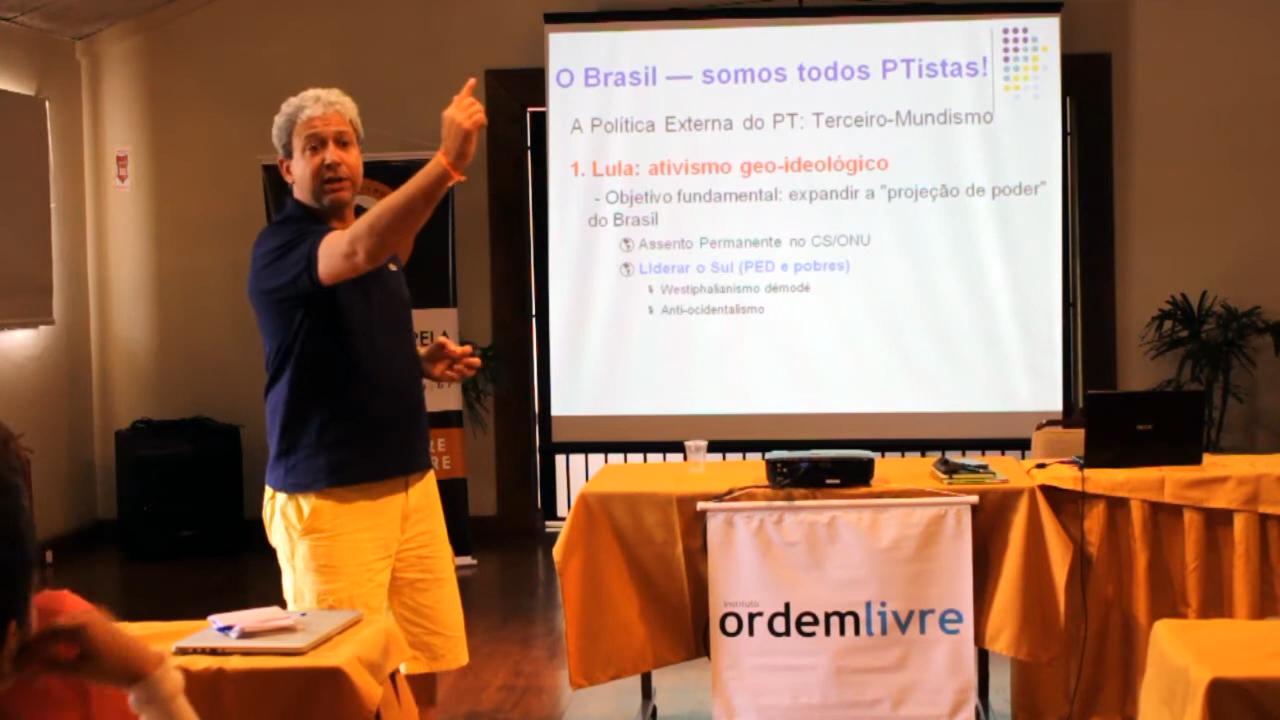 O Brasil — somos todos PTistas!
A Política Externa do PT: Terceiro-Mundismo
1. Lula: ativismo geo-ideológico
- Objetivo fundamental: expandir a "projeção de poder"
do Brasil
Assento Permanente no CS/ONU
Liderar o Sul (PED e pobres)
Westiphalianismo démodé
Anti-ocidentalismo
instituto
ordemlivre
acer